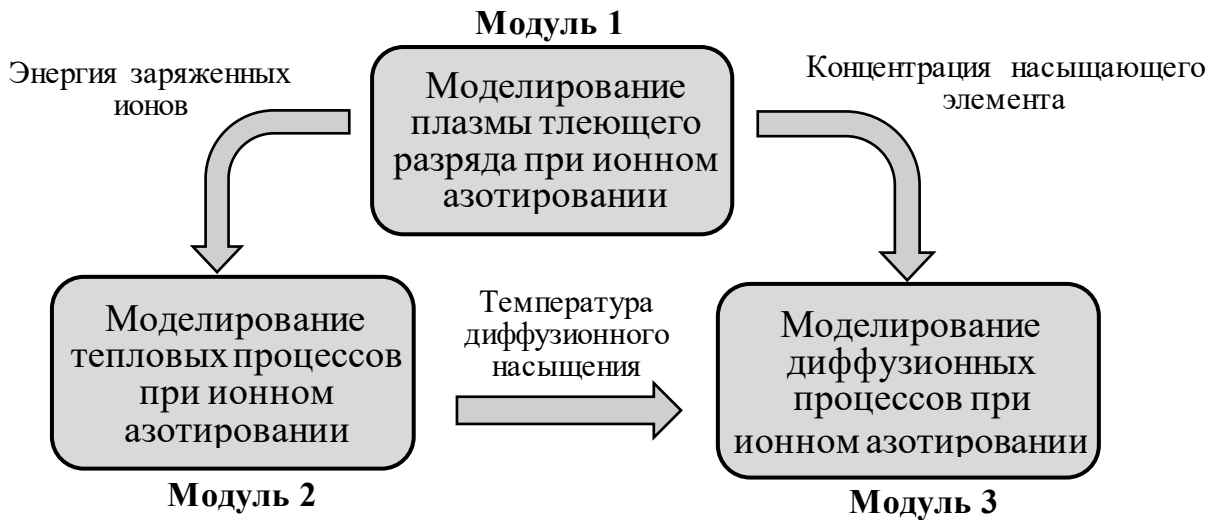 Модуль 1
Энергия заряженных
ионов
Моделирование
плазмы тлеющего
разряда при ионном
азотировании
Концентрация насыщающего
элемента
Моделирование
тепловых процессов
при ионном
азотировании
Модуль 2
Температура
диффузионного
насыщения
Моделирование
диффузионных
процессов при
ионном азотировании
Модуль 3